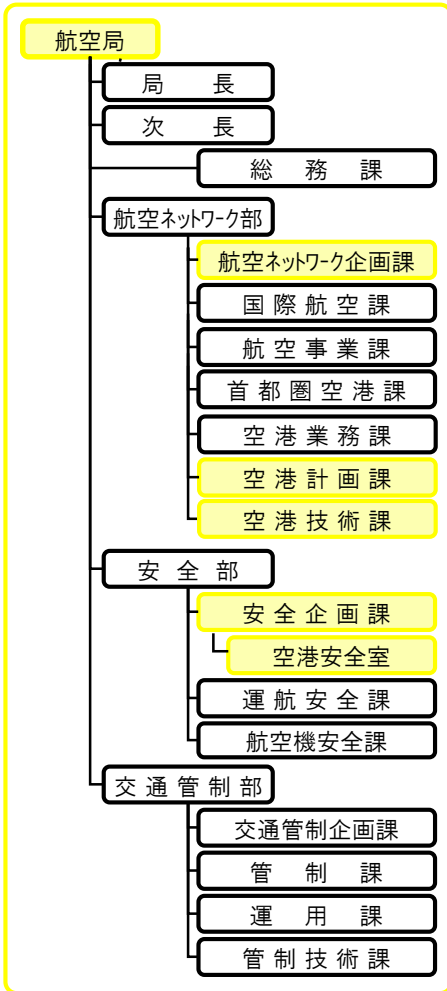 航空局
局長
次長
総務課
航空ネットワーク部
航空ネットワーク企画課
国際航空課
航空事業課
首都圏空港課
空港業務課
空港計画課
空港技術課
安全部
安全企画課
空港安全室
運航安全課
航空機安全課
交通管制部
交通管制企画課
管制課
運用課
管制技術課